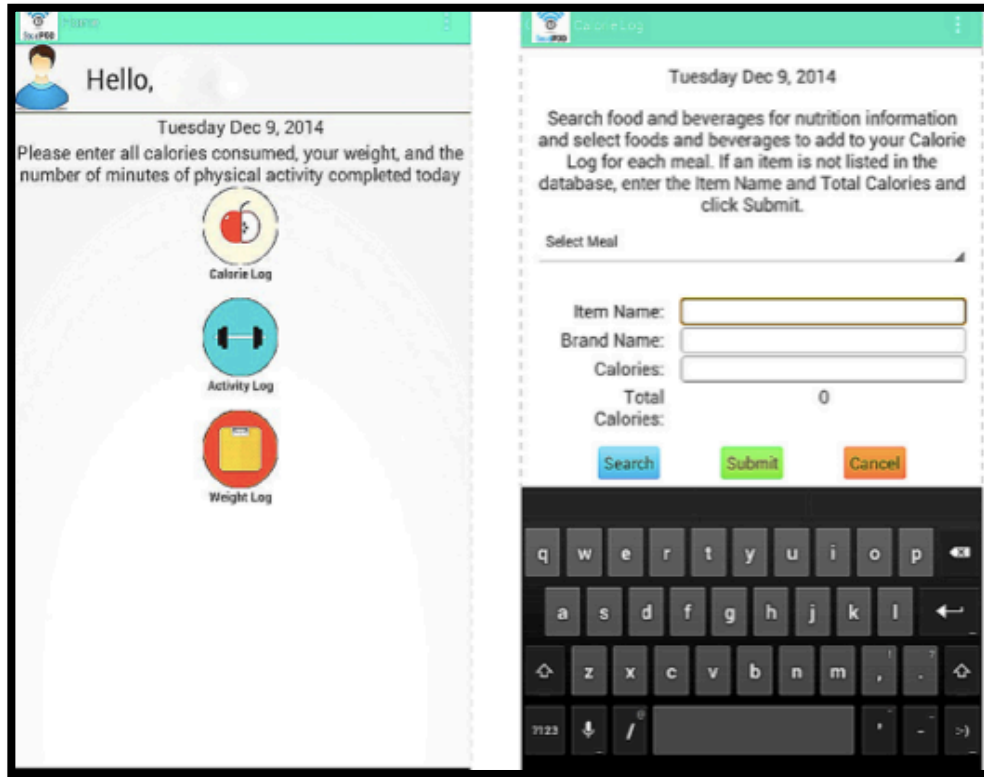 Home
Hello,
Tuesday Dec 9, 2014
Please enter all calories consumed, your weight, and the
number of minutes of physical activity completed today
Calorie Log
Activity Log
Weight Log
Calorie Log
Tuesday Dec 9, 2014
Search food and beverages for nutrition information
and select foods and beverages to add to your Calorie
Log for each meal. If an item is not listed in the
database, enter the Item Name and Total Calories and
click Submit.
Select Meal
Item Name:
Brand Name:
Calories:
Total 0
Calories:
Search Submit Cancel
q w e r t y u i o p
a s d f g h j k l
z x c v b n m , ! . ?
?123 / @ ' - :-)